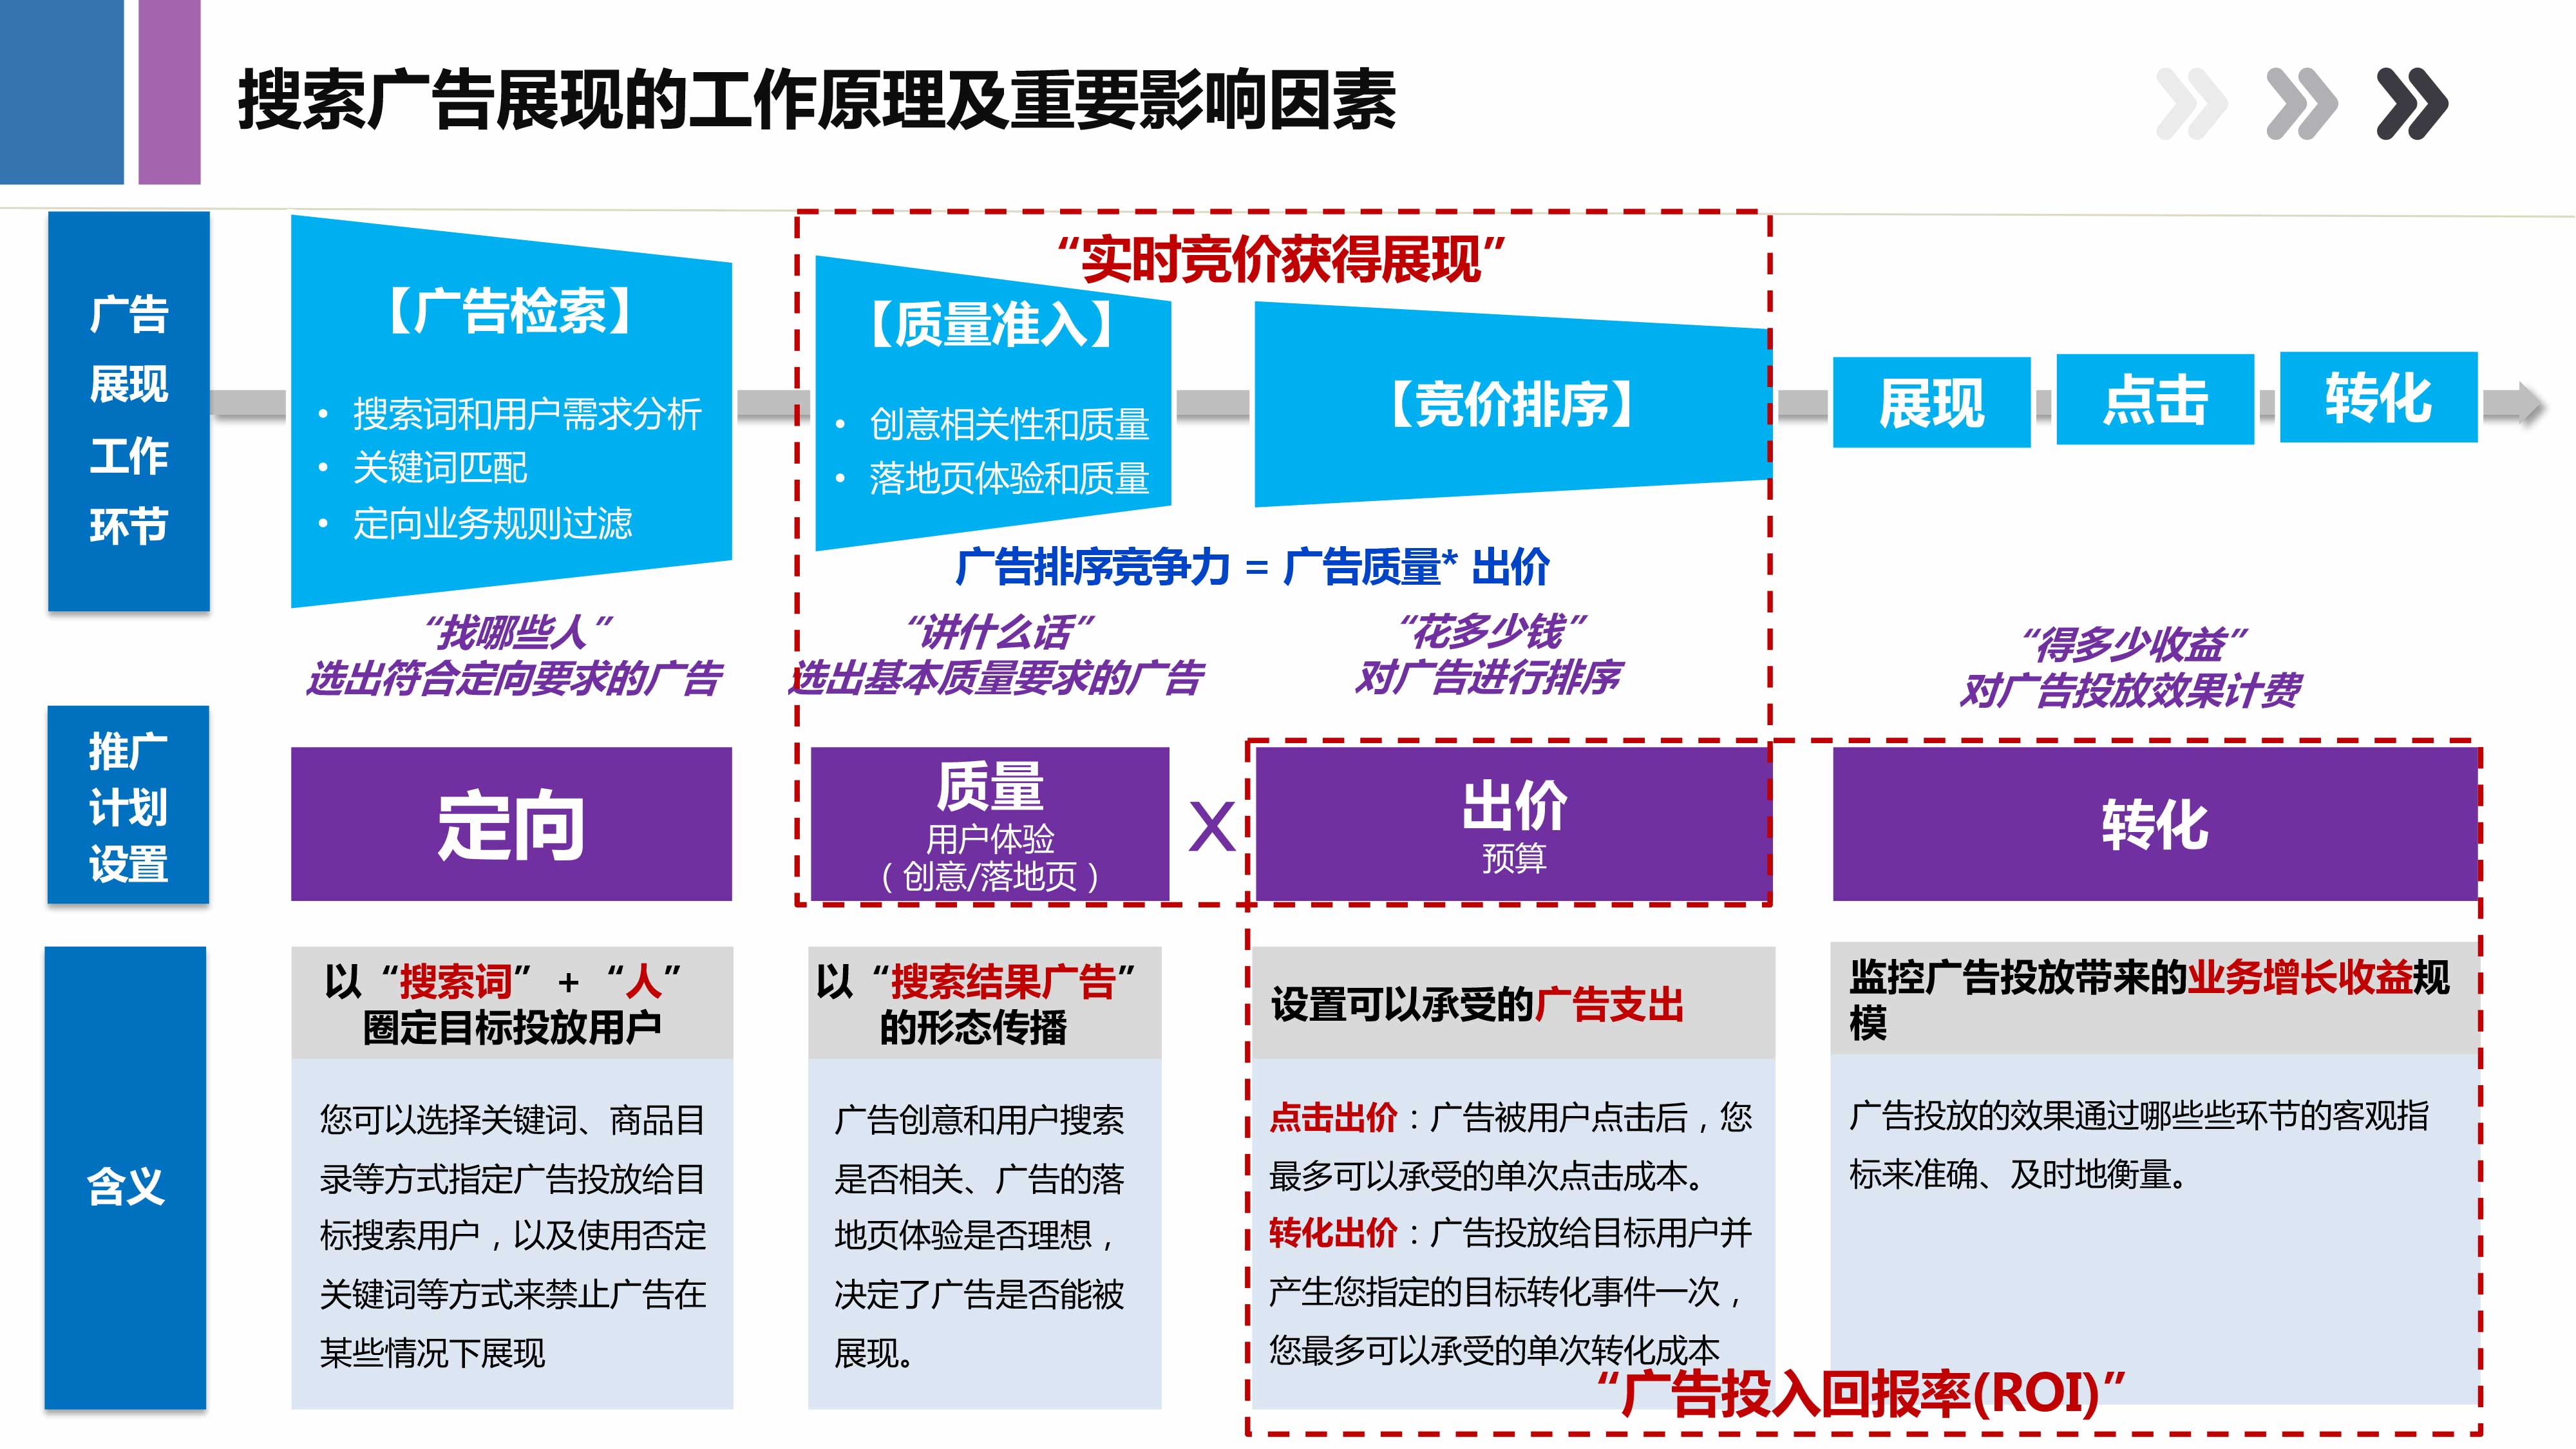 搜索广告展现的工作原理及重要影响因素
广告
展现
工作
环节
【广告检索】
• 搜索词和用户需求分析
• 关键词匹配
• 定向业务规则过滤
“实时竞价获得展现”
【质量准入】
• 创意相关性和质量
• 落地页体验和质量
【竞价排序】
展现
点击
转化
广告排序竞争力 = 广告质量* 出价
“找哪些人”
选出符合定向要求的广告
“讲什么话”
选出基本质量要求的广告
“花多少钱”
对广告进行排序
“得多少收益”
对广告投放效果计费
推广
计划
设置
定向
质量
用户体验
（创意/落地页）
X
出价
预算
转化
含义
以“搜索词”+“人”
圈定目标投放用户
您可以选择关键词、商品目
录等方式指定广告投放给目
标搜索用户，以及使用否定
关键词等方式来禁止广告在
某些情况下展现
以“搜索结果广告”
的形态传播
广告创意和用户搜索
是否相关、广告的落
地页体验是否理想，
决定了广告是否能被
展现。
设置可以承受的广告支出
点击出价：广告被用户点击后，您
最多可以承受的单次点击成本。
转化出价：广告投放给目标用户并
产生您指定的目标转化事件一次，
您最多可以承受的单次转化成本
监控广告投放带来的业务增长收益规
模
广告投放的效果通过哪些些环节的客观指
标来准确、及时地衡量。
“广告投入回报率(ROI)”